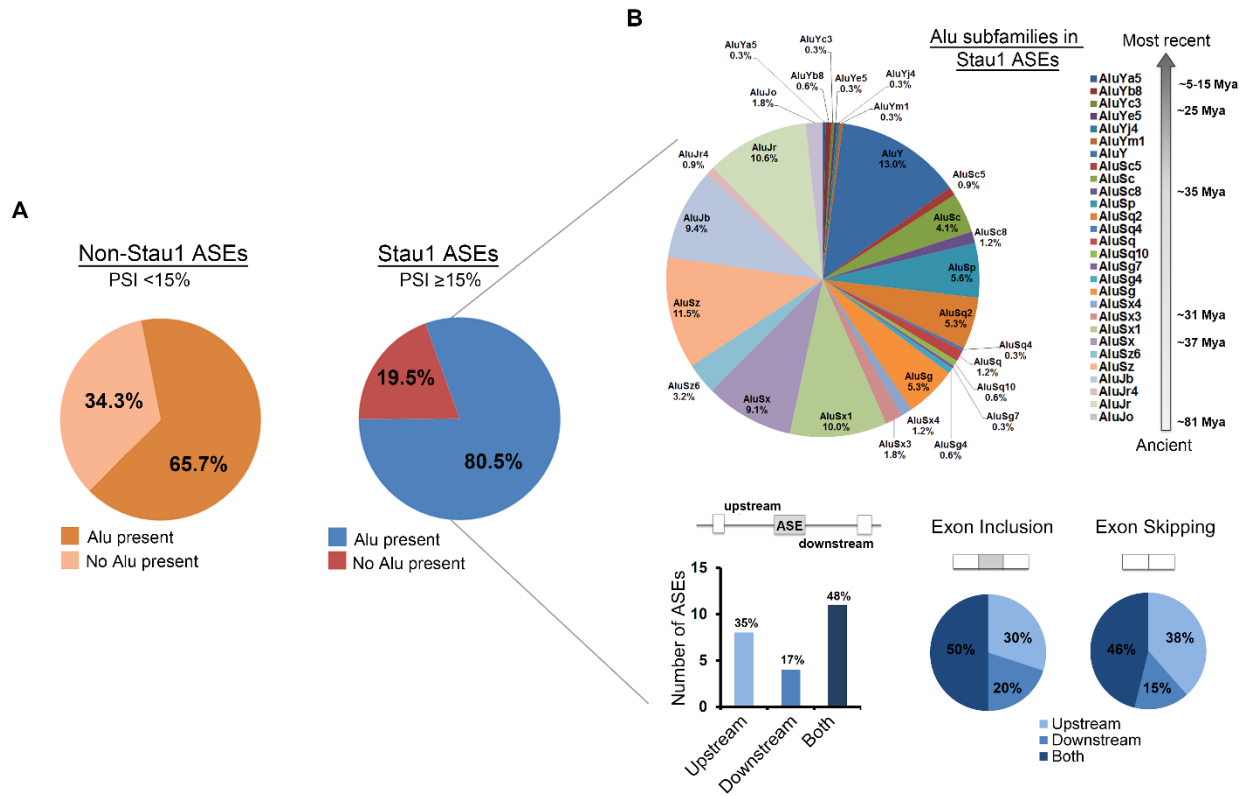 A
Non-Stau1 ASEs
PSI <15%
34.3%
65.7%
Alu present
No Alu present
Stau1 ASEs
PSI ≥15%
19.5%
80.5%
Alu present
No Alu present
B
Alu subfamilies in
Stau1 ASEs
AluYa5
0.3%
AluYb8
0.6%
AluYc3
0.3%
AluYe5
0.3%
AluYj4
0.3%
AluYm1
0.3%
AluY
13.0%
AluSc5
0.9%
AluSc
4.1%
AluSc8
1.2%
AluSp
5.6%
AluSq2
5.3%
AluSq4
0.3%
AluSq
1.2%
AluSq10
0.6%
AluSg7
0.3%
AluSg4
0.6%
AluSg
5.3%
AluSx4
1.2%
AluSx3
1.8%
AluSx1
10.0%
AluSx
9.1%
AluSz6
3.2%
AluSz
11.5%
AluJb
9.4%
AluJr4
0.9%
AluJr
10.6%
AluJo
1.8%
AluYa5
AluYb8
AluYc3
AluYe5
AluYj4
AluYm1
AluY
AluSc5
AluSc
AluSc8
AluSp
AluSq2
AluSq4
AluSq
AluSq10
AluSg7
AluSg4
AluSg
AluSx4
AluSx3
AluSx1
AluSx
AluSz6
AluSz
AluJb
AluJr4
AluJr
AluJo
Most recent
~5-15 Mya
~25 Mya
~35 Mya
~31 Mya
~37 Mya
~81 Mya
Ancient
upstream
ASE
downstream
Number of ASEs
15
10
5
0
35%
17%
48%
Upstream
Downstream
Both
Exon Inclusion
50%
30%
20%
Exon Skipping
46%
38%
15%
Upstream
Downstream
Both